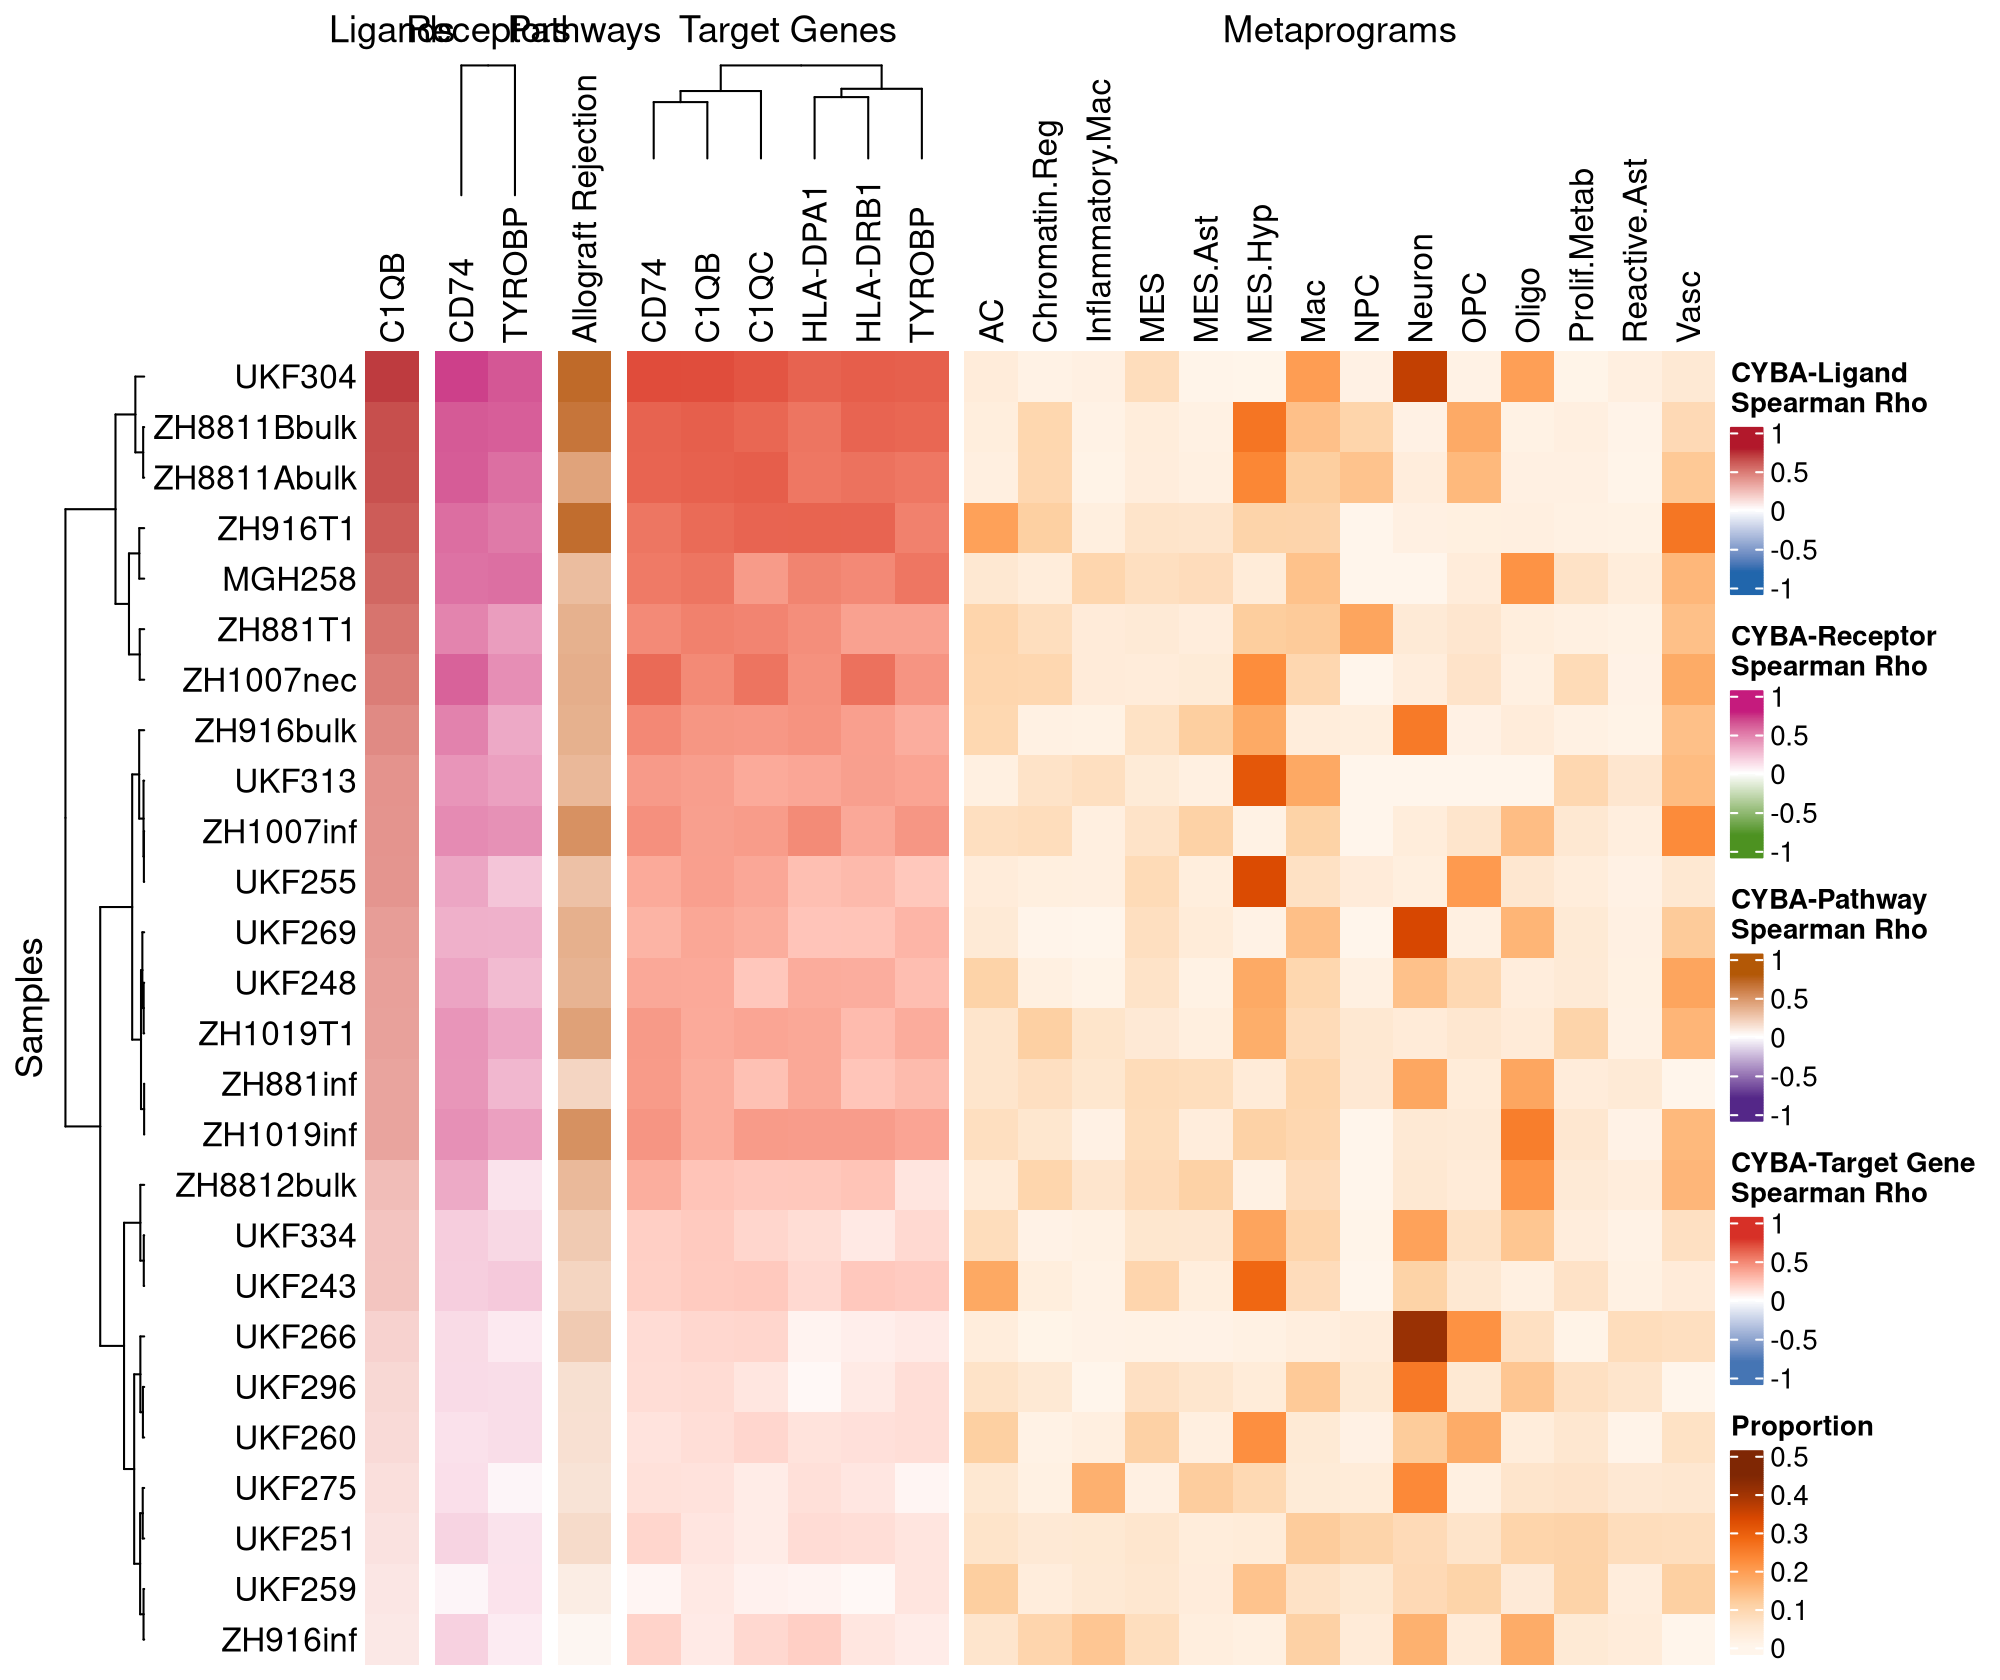 Ligands Receptors Pathways Target Genes Metaprograms
C1QB
CD74
TYROBP
Allograft Rejection
CD74
C1QB
C1QC
HLA-DPA1
HLA-DRB1
TYROBP
AC
Chromatin.Reg
Inflammatory.Mac
MES
MES.Ast
MES.Hyp
Mac
NPC
Neuron
OPC
Oligo
Prolif.Metab
Reactive.Ast
Vasc
Samples
UKF304
ZH8811Bbulk
ZH8811Abulk
ZH916T1
MGH258
ZH881T1
ZH1007nec
ZH916bulk
UKF313
ZH1007inf
UKF255
UKF269
UKF248
ZH1019T1
ZH881inf
ZH1019inf
ZH8812bulk
UKF334
UKF243
UKF266
UKF296
UKF260
UKF275
UKF251
UKF259
ZH916inf
CYBA-Ligand
Spearman Rho
1
0.5
0
-0.5
-1
CYBA-Receptor
Spearman Rho
1
0.5
0
-0.5
-1
CYBA-Pathway
Spearman Rho
1
0.5
0
-0.5
-1
CYBA-Target Gene
Spearman Rho
1
0.5
0
-0.5
-1
Proportion
0.5
0.4
0.3
0.2
0.1
0